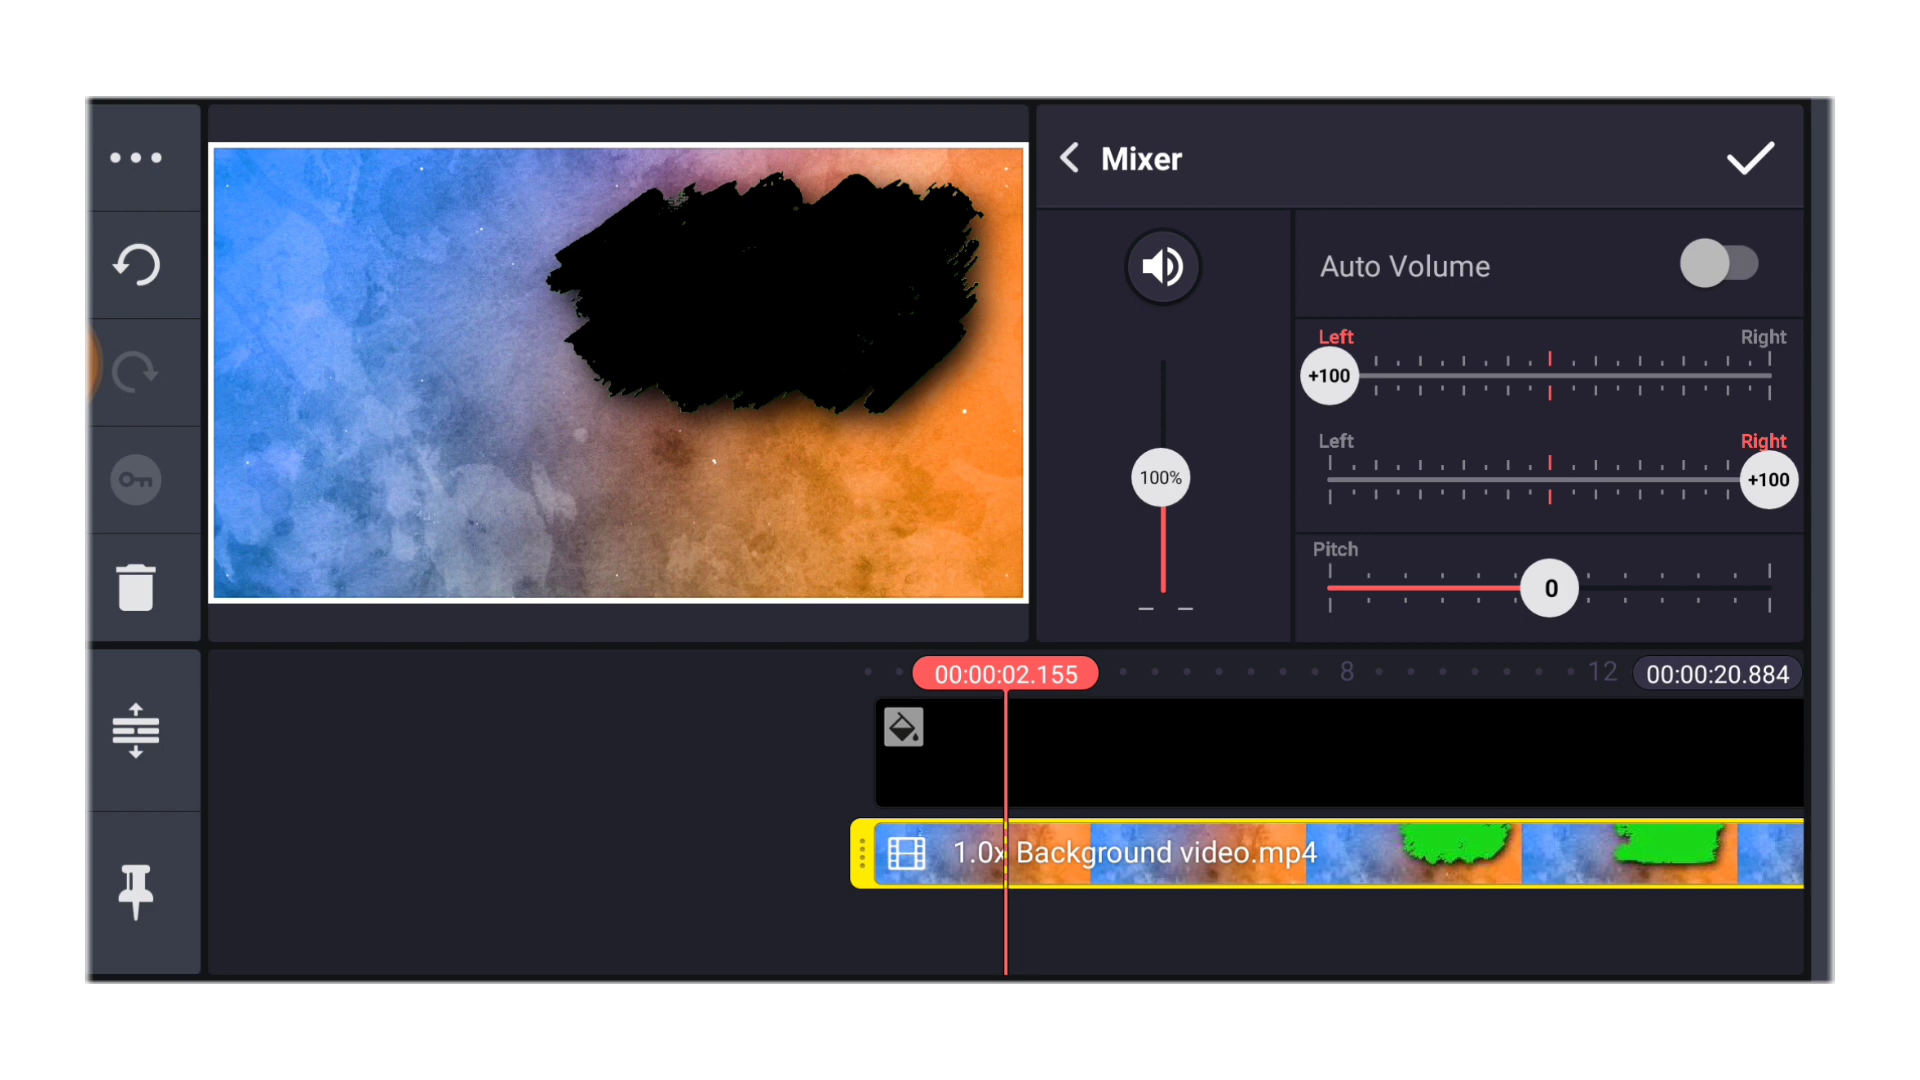 Mixer
Auto Volume
Left Right
+100
Left Right
100%
+100
Pitch
0
00:00:02.155 8 12 00:00:20.884
1.0x Background video.mp4